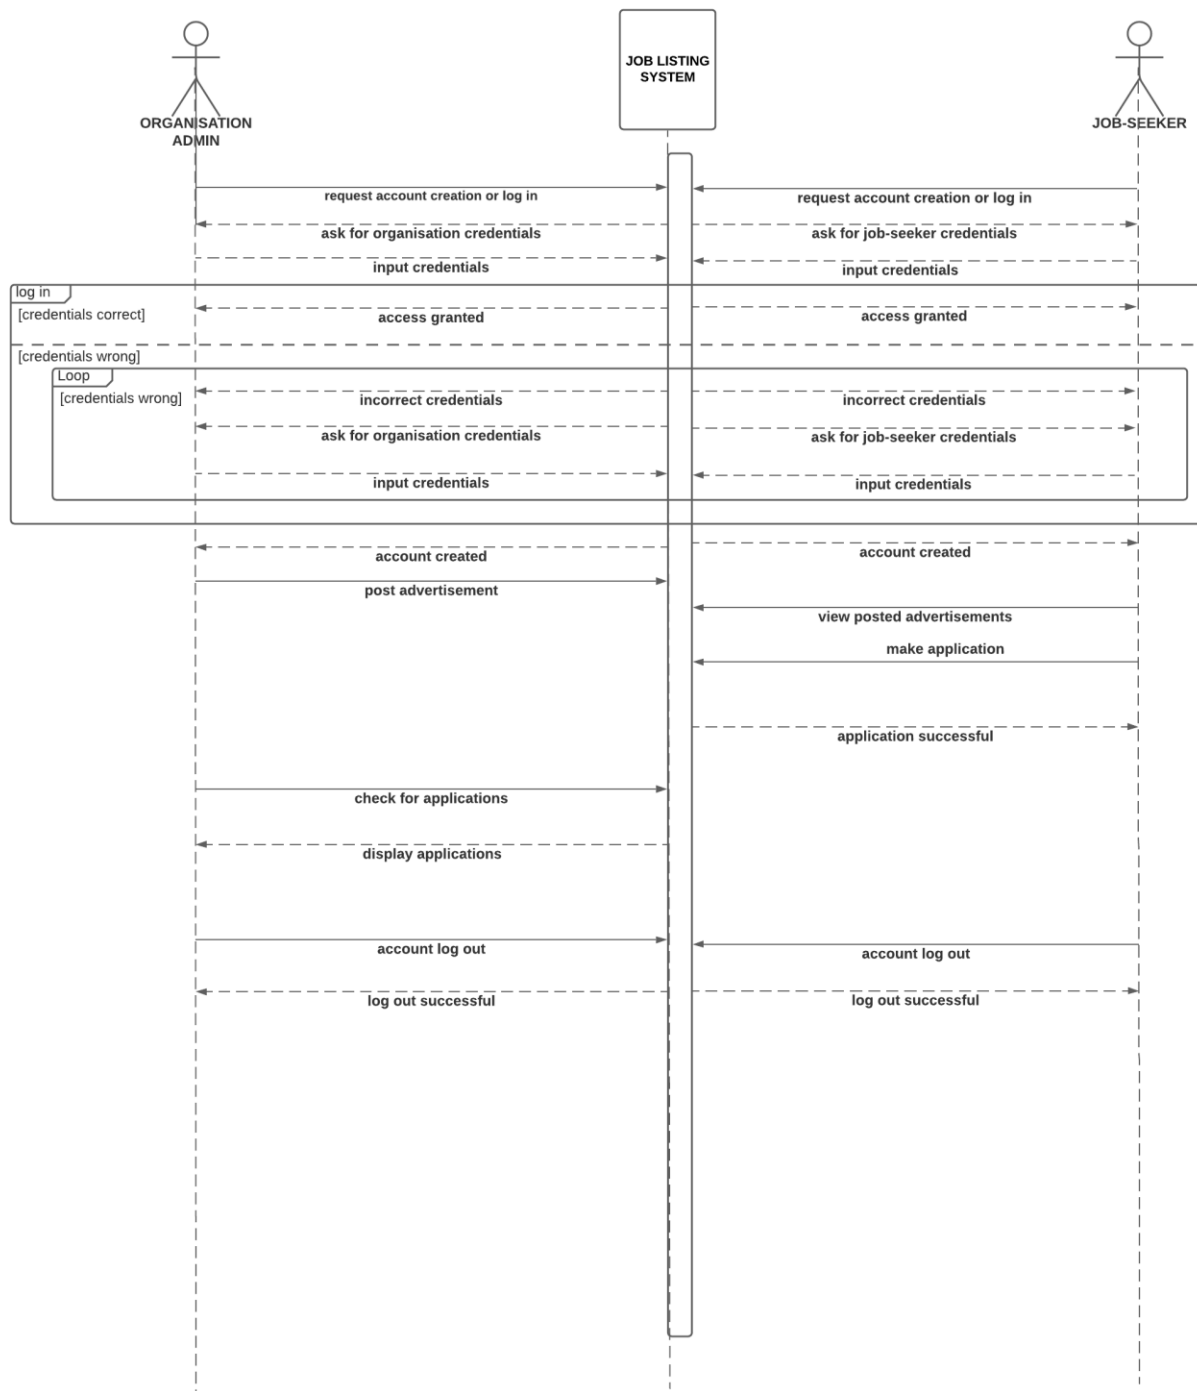 JOB LISTING
SYSTEM
ORGANISATION
ADMIN
JOB-SEEKER
request account creation or log in
request account creation or log in
ask for organisation credentials
ask for job-seeker credentials
input credentials
input credentials
log in
[credentials correct]
access granted
access granted
[credentials wrong]
Loop
[credentials wrong]
incorrect credentials
incorrect credentials
ask for organisation credentials
ask for job-seeker credentials
input credentials
input credentials
account created
account created
post advertisement
view posted advertisements
make application
application successful
check for applications
display applications
account log out
account log out
log out successful
log out successful